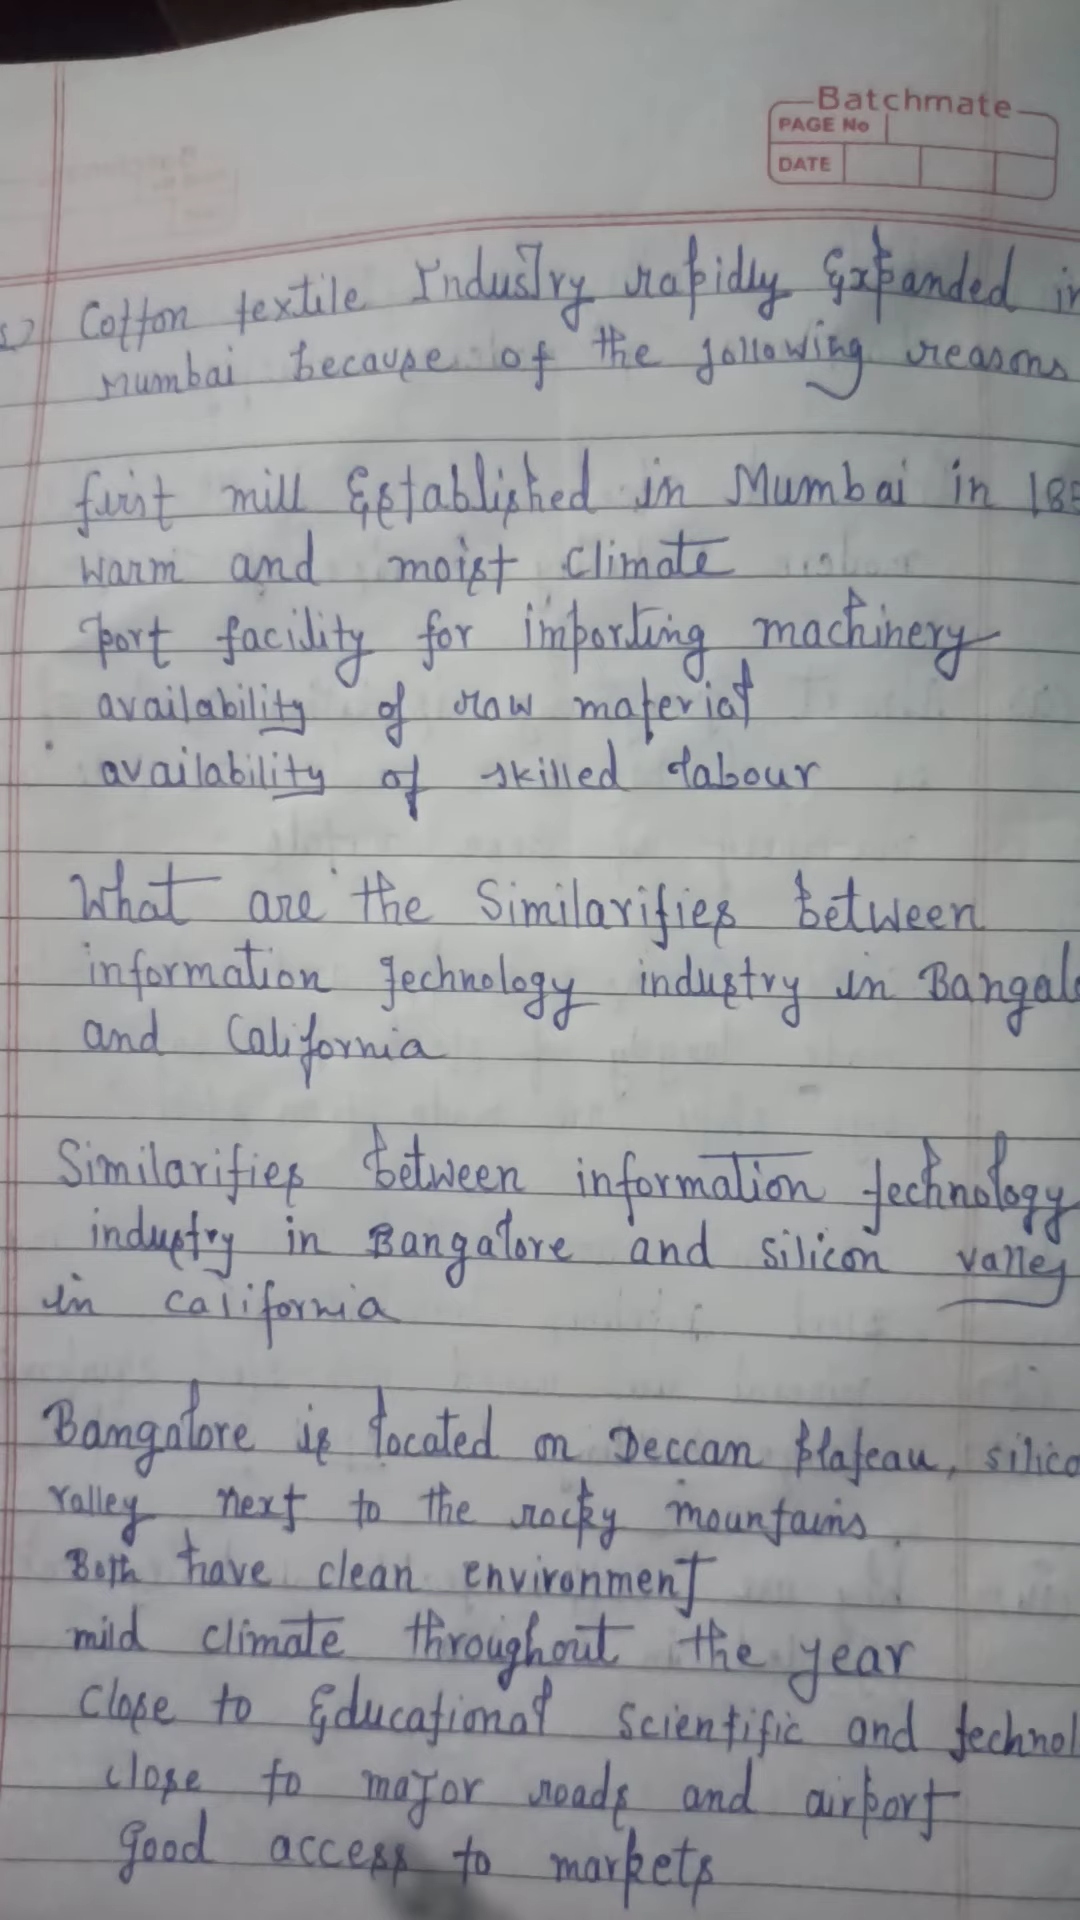 Batchmate
PAGE No
DATE
Cotton textile Industry rapidly Expanded in
Mumbai because of the following reasons
first mill Established in Mumbai in 185
warm and moist climate
port facility for importing machinery
availability of raw material
availability of skilled labour
What are the Similarities between
information technology industry in Bangalo
and California
Similarities between information technology
industry in Bangalore and silicon valley
in california
Bangalore is located on Deccan plateau, silico
valley next to the rocky mountains
Both have clean environment
mild climate throughout the year
close to Educational scientific and technol
close to major roads and airport
good access to markets